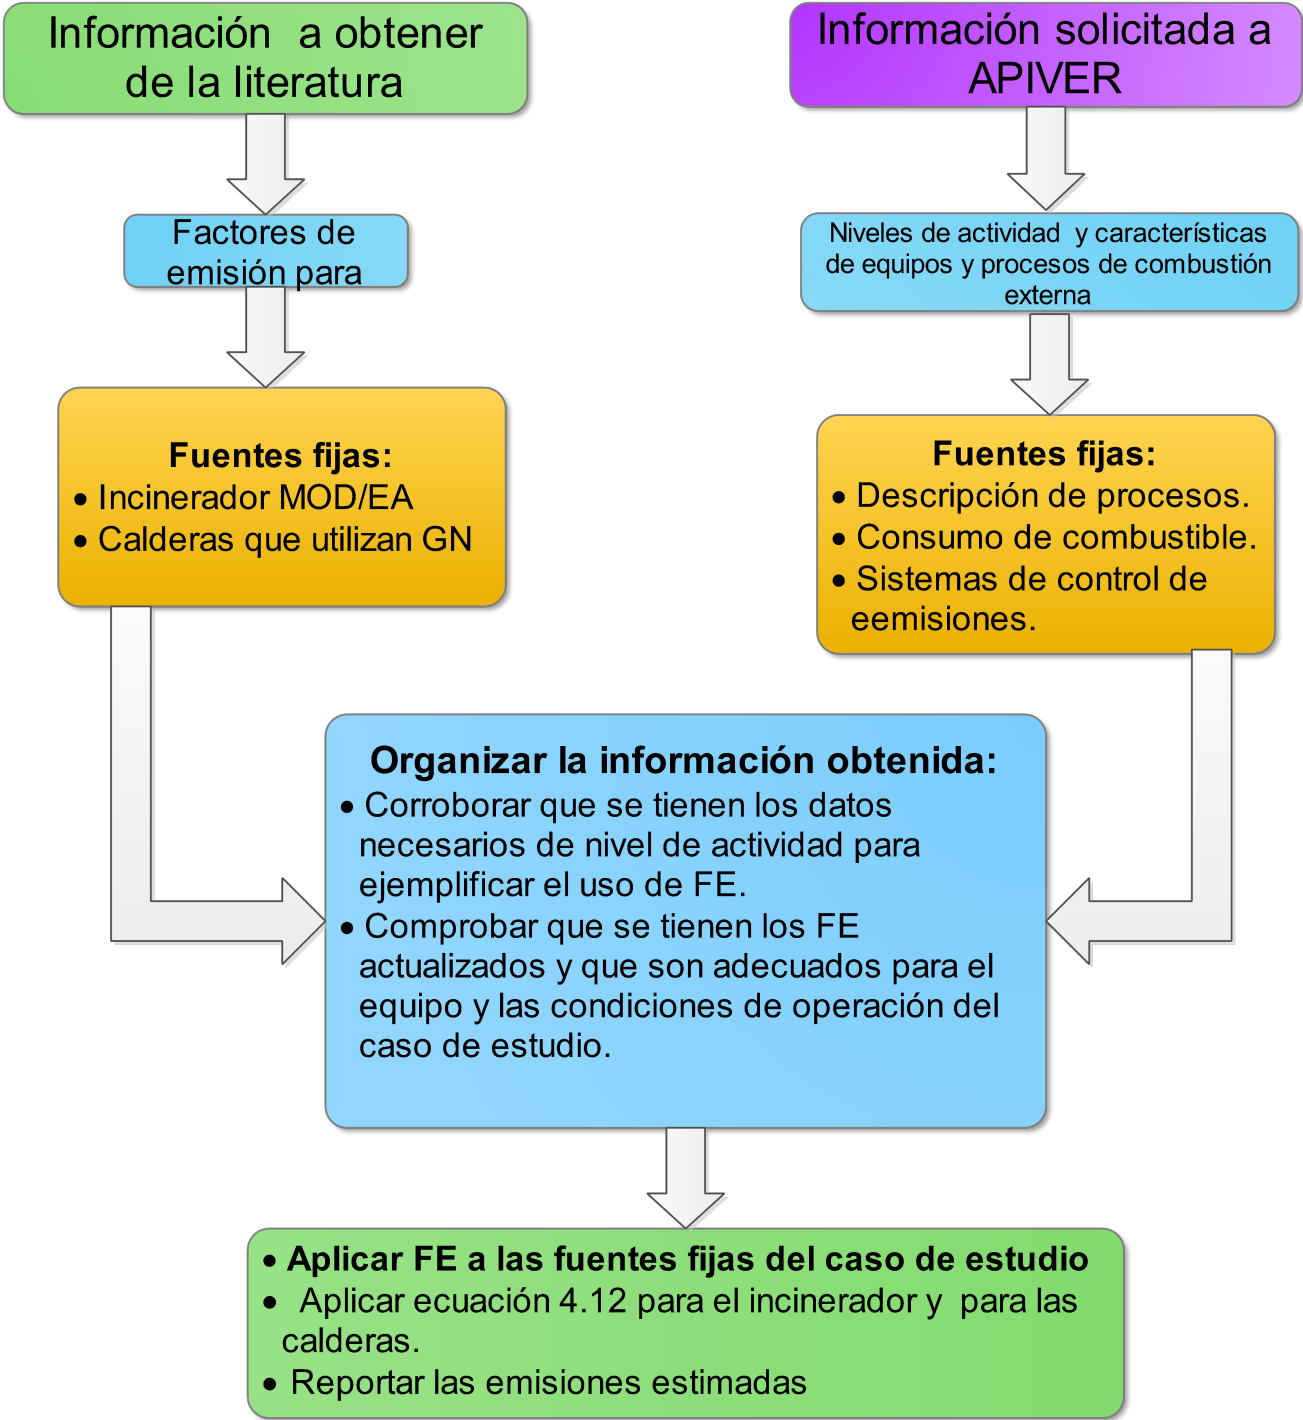 Información a obtener
de la literatura
Factores de
emisión para
Fuentes fijas:
• Incinerador MOD/EA
• Calderas que utilizan GN
Información solicitada a
APIVER
Niveles de actividad y características
de equipos y procesos de combustión
externa
Fuentes fijas:
• Descripción de procesos.
• Consumo de combustible.
• Sistemas de control de
eemisiones.
Organizar la información obtenida:
• Corroborar que se tienen los datos
necesarios de nivel de actividad para
ejemplificar el uso de FE.
• Comprobar que se tienen los FE
actualizados y que son adecuados para el
equipo y las condiciones de operación del
caso de estudio.
• Aplicar FE a las fuentes fijas del caso de estudio
• Aplicar ecuación 4.12 para el incinerador y para las
calderas.
• Reportar las emisiones estimadas